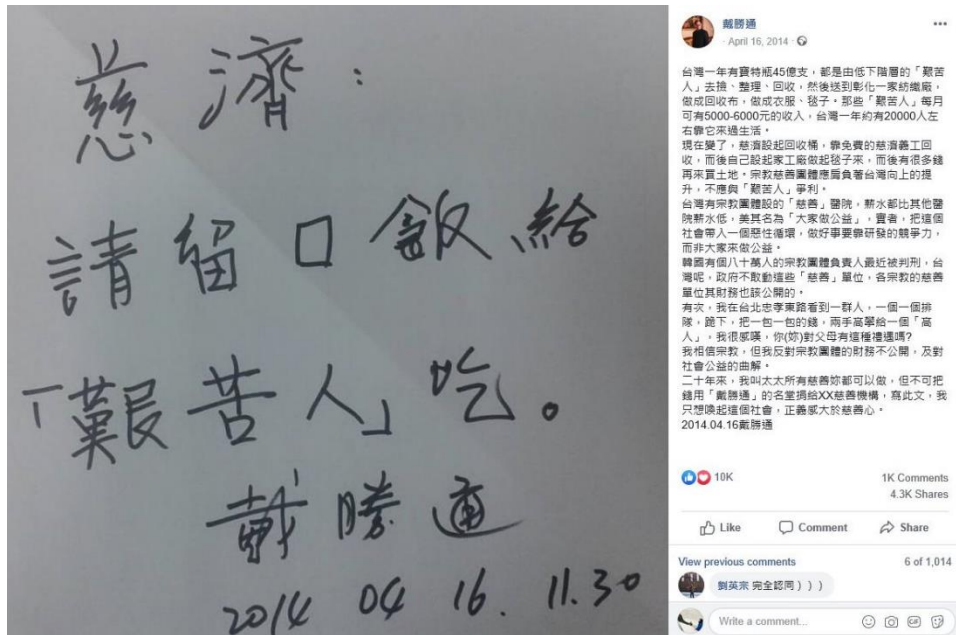 慈濟：
請留口飯給
「艱苦人」吃。
戴勝通
2014 04 16. 11.30
戴勝通
· April 16, 2014 ·
台灣一年有寶特瓶45億支，都是由低下階層的「艱苦
人」去撿、整理、回收，然後送到彰化一家紡織廠，
做成回收布，做成衣服、毯子。那些「艱苦人」每月
可有5000-6000元的收入，台灣一年約有20000人左
右靠它來過生活。
現在變了，慈濟設起回收桶，靠免費的慈濟義工回
收，而後自己設起家工廠做起毯子來，而後有很多錢
再來買土地。宗教慈善團體應肩負著台灣向上的提
升，不應與「艱苦人」爭利。
台灣有宗教團體設的「慈善」醫院，薪水都比其他醫
院薪水低，美其名為「大家做公益」，實者，把這個
社會帶入一個惡性循環，做好事要靠研發的競爭力，
而非大家來做公益。
韓國有個八十萬人的宗教團體負責人最近被判刑，台
灣呢，政府不敢動這些「慈善」單位，各宗教的慈善
單位其財務也該公開的。
有次，我在台北忠孝東路看到一群人，一個一個排
隊，跪下，把一包一包的錢，兩手高舉給一個「高
人」，我很感嘆，你(妳)對父母有這種禮遇嗎?
我相信宗教，但我反對宗教團體的財務不公開，及對
社會公益的曲解。
二十年來，我叫太太所有慈善妳都可以做，但不可把
錢用「戴勝通」的名堂捐給XX慈善機構，寫此文，我
只想喚起這個社會，正義感大於慈善心。
2014.04.16戴勝通
10K
1K Comments
4.3K Shares
Like Comment Share
View previous comments 6 of 1,014
劉英宗 完全認同）））
Write a comment...
GIF